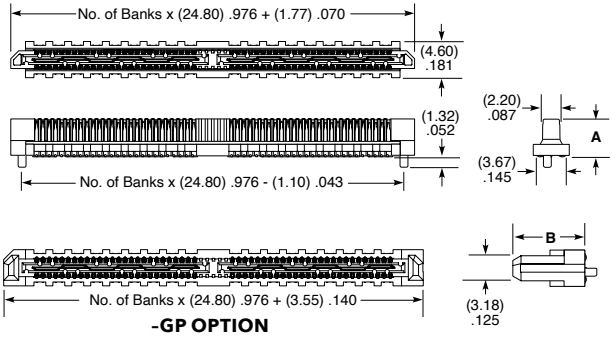 No. of Banks x (24.80) .976 + (1.77) .070
(4.60)
.181
(1.32)
.052
(2.20)
.087
A
(3.67)
.145
No. of Banks x (24.80) .976 - (1.10) .043
B
No. of Banks x (24.80) .976 + (3.55) .140
(3.18)
.125
-GP OPTION